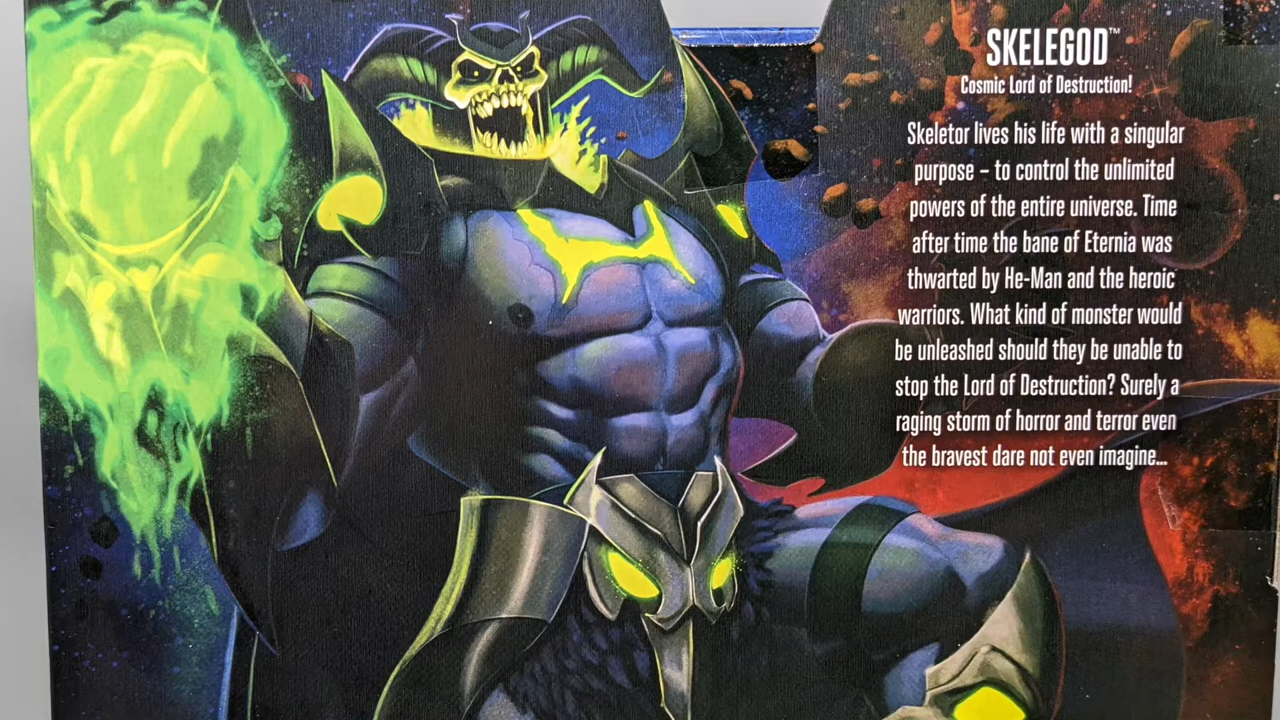 SKELEGOD™
Cosmic Lord of Destruction!
Skeletor lives his life with a singular
purpose – to control the unlimited
powers of the entire universe. Time
after time the bane of Eternia was
thwarted by He-Man and the heroic
warriors. What kind of monster would
be unleashed should they be unable to
stop the Lord of Destruction? Surely a
raging storm of horror and terror even
the bravest dare not even imagine...